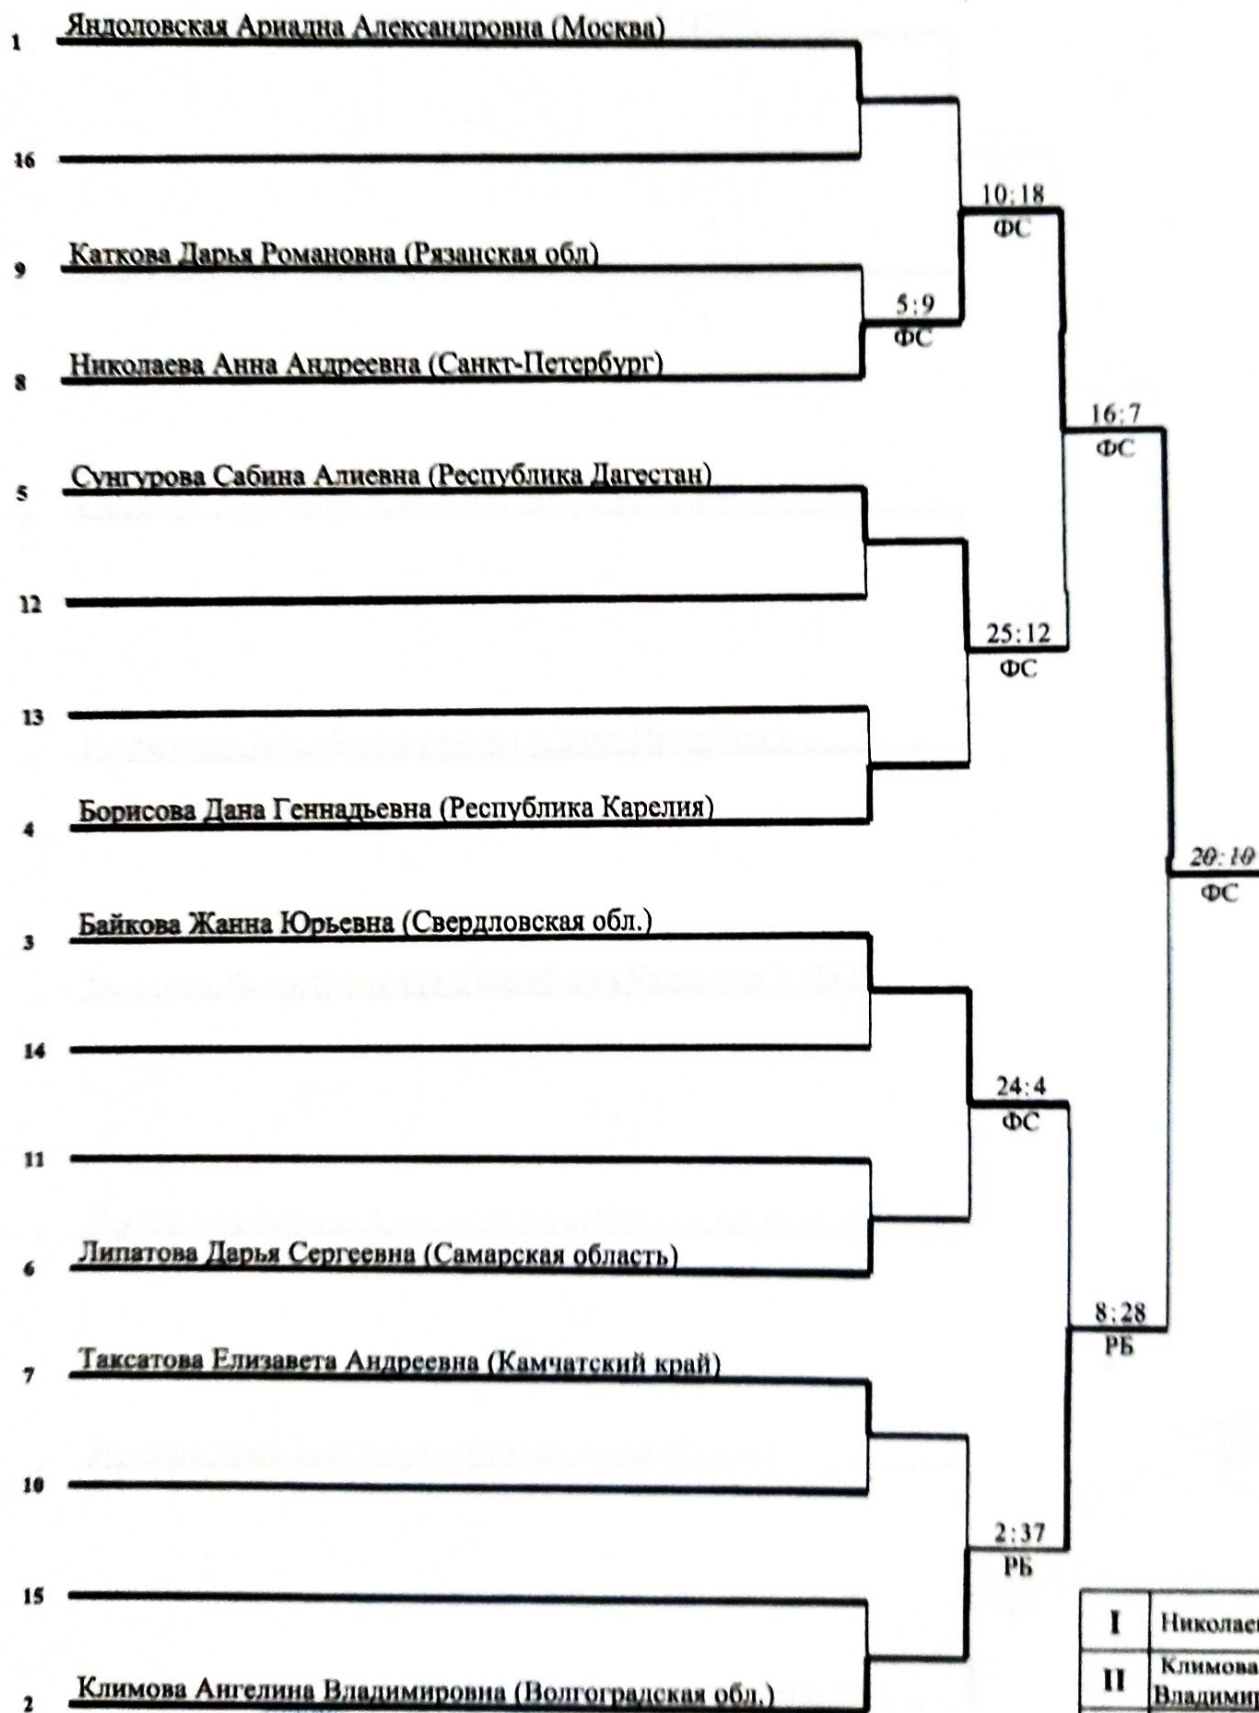 1 Яндоловская Ариадна Александровна (Москва)
16
10:18
ФС
9 Каткова Дарья Романовна (Рязанская обл)
5:9
ФС
8 Николаева Анна Андреевна (Санкт-Петербург)
16:7
ФС
5 Сунгурова Сабина Алиевна (Республика Дагестан)
12
25:12
ФС
13
4 Борисова Дана Геннадьевна (Республика Карелия)
20:10
ФС
3 Байкова Жанна Юрьевна (Свердловская обл.)
14
24:4
ФС
11
6 Липатова Дарья Сергеевна (Самарская область)
8:28
РБ
7 Таксатова Елизавета Андреевна (Камчатский край)
10
2:37
РБ
15
I Николаев
II Климова
Владимир
2 Климова Ангелина Владимировна (Волгоградская обл.)